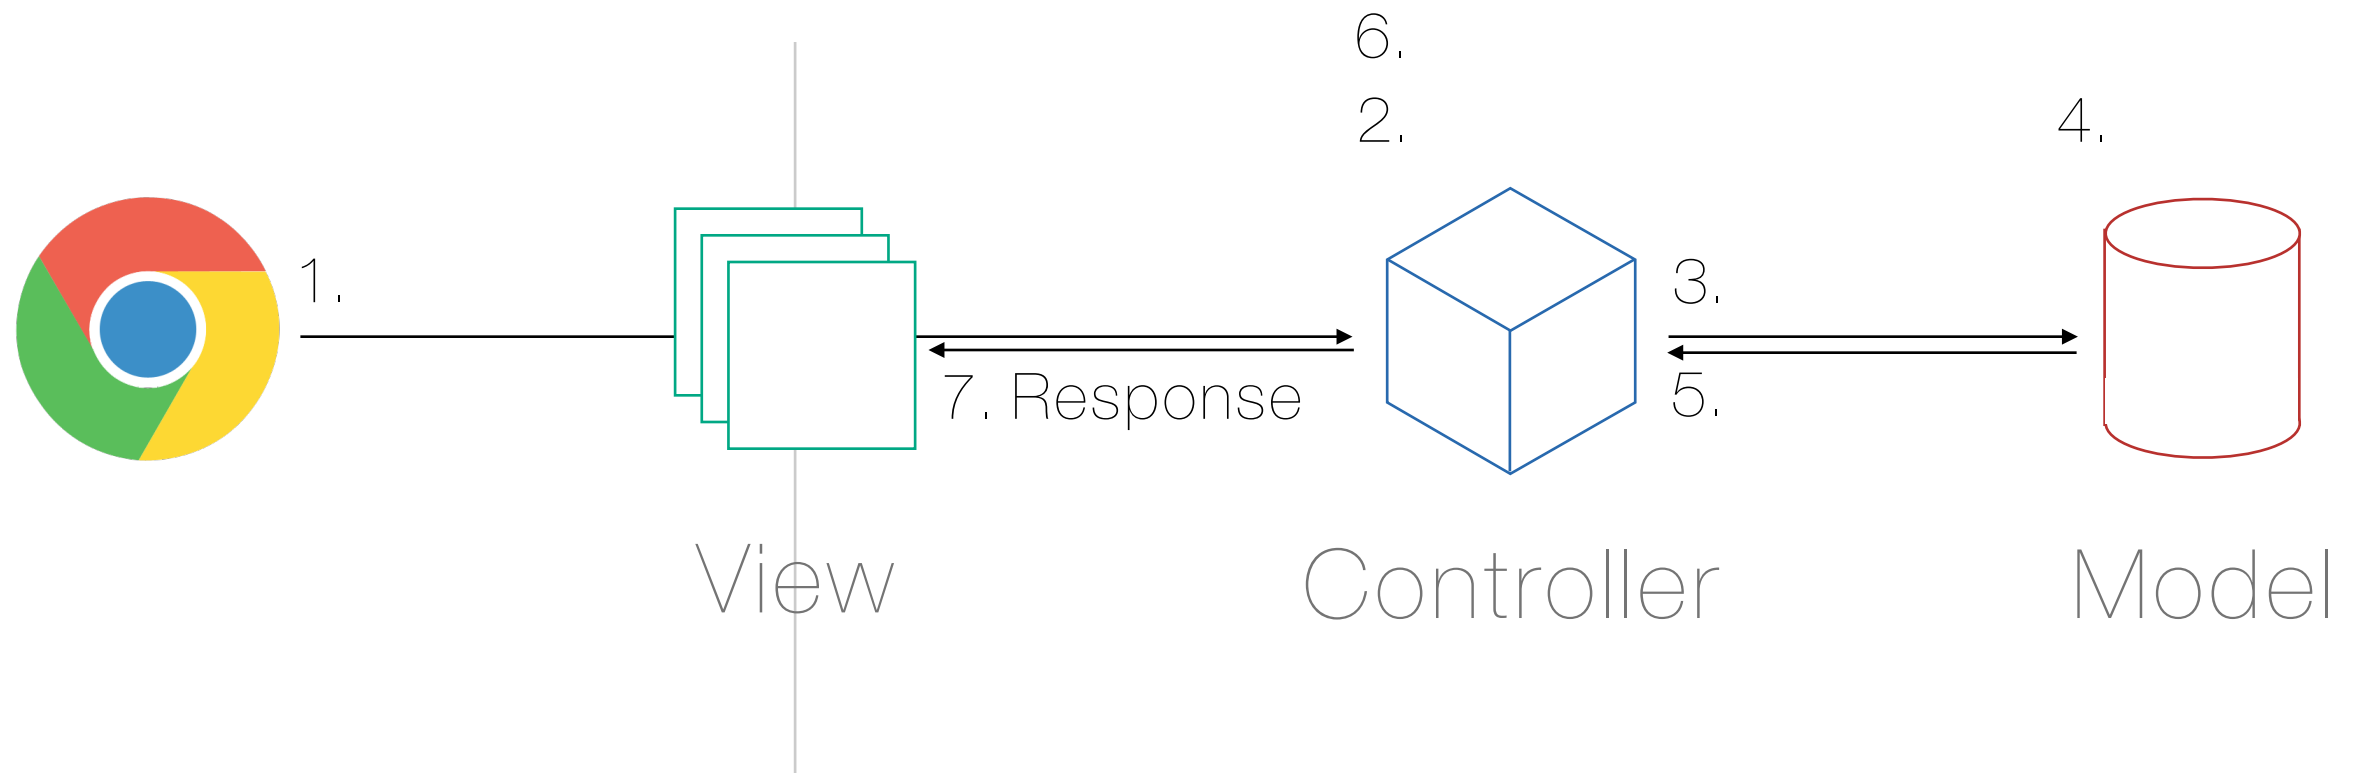 6.
2.
4.
1.
3.
7. Response
5.
View
Controller
Model